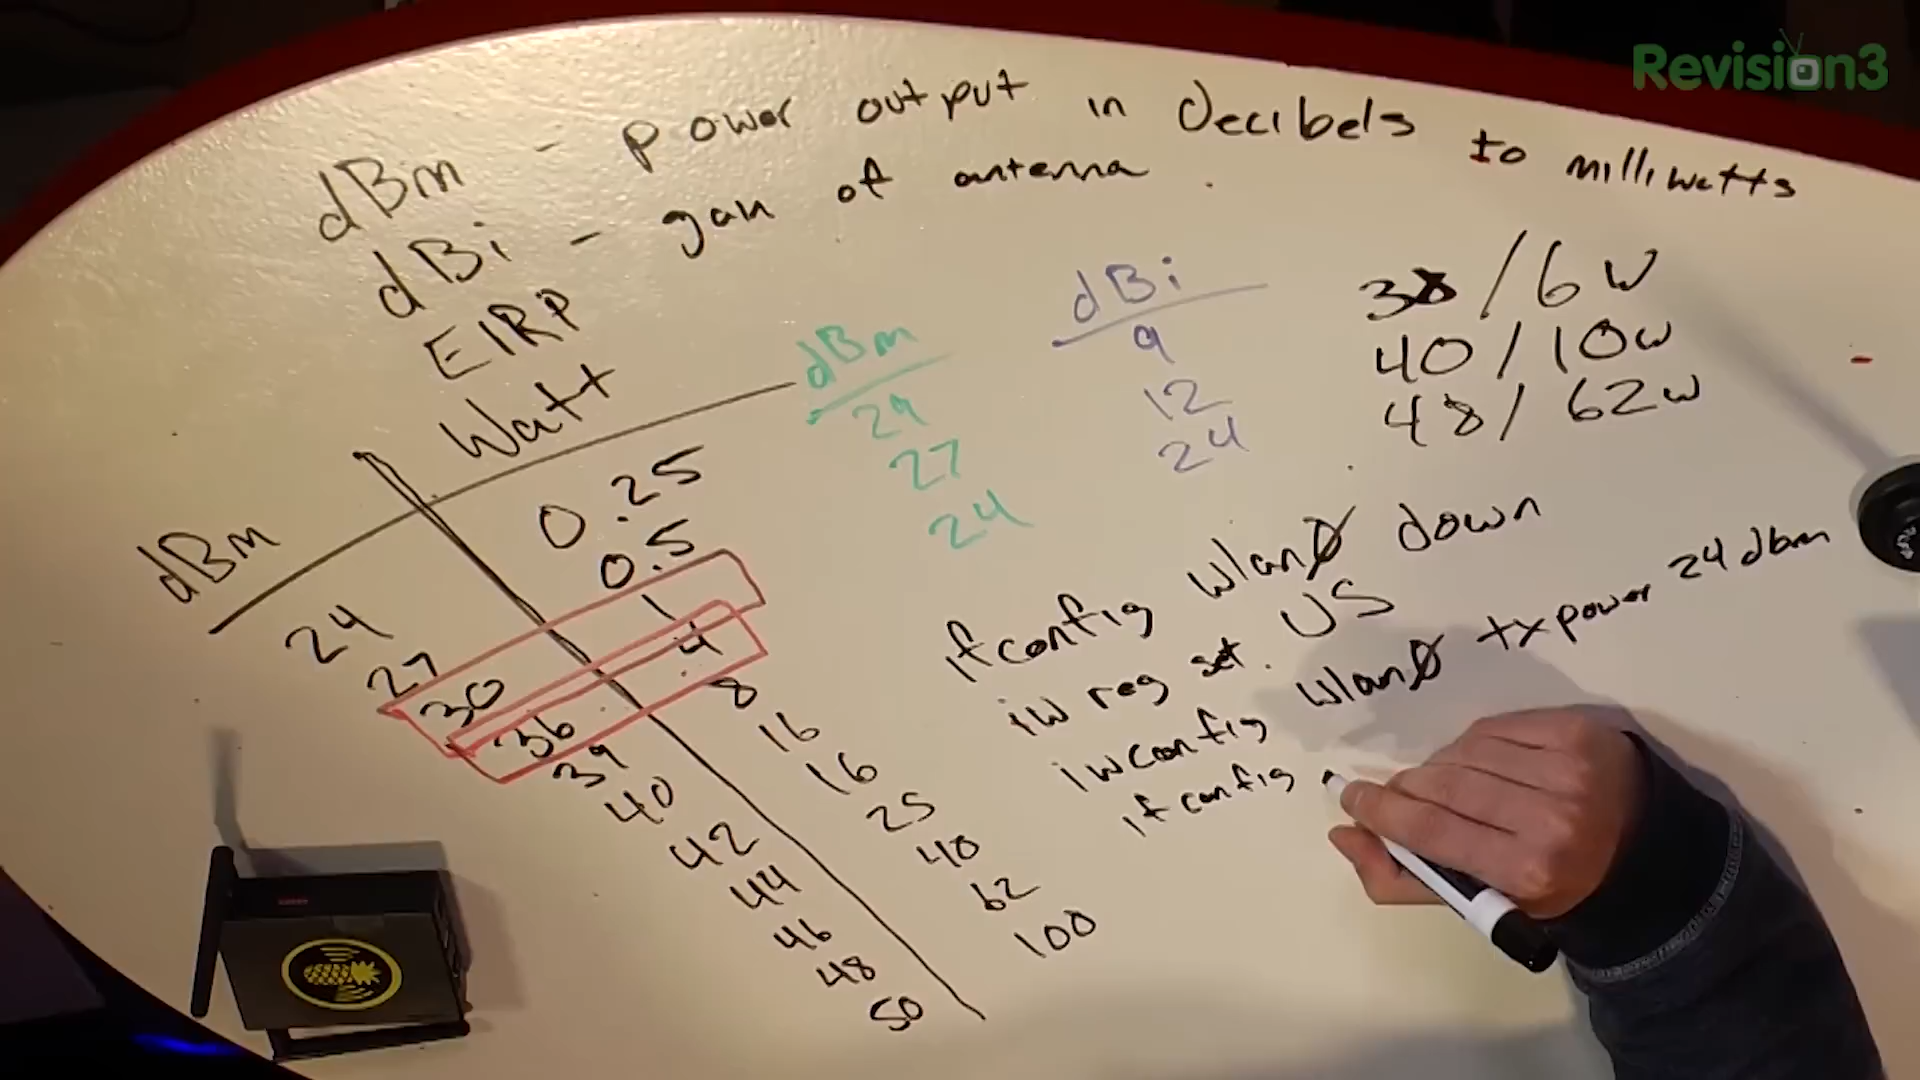 Revision3
dBm - power output in decibels to milliwatts
dBi - gain of antenna
EIRP
Watt
dBm
0.25
0.5
1
4
8
16
16
25
40
62
100
24
27
30
36
39
40
42
44
46
48
50
dBm
29
27
24
dBi
9
12
24
38 / 6w
40 / 10w
48 / 62w
ifconfig wlan0 down
iw reg set US
iwconfig wlan0 txpower 24 dbm
ifconfig